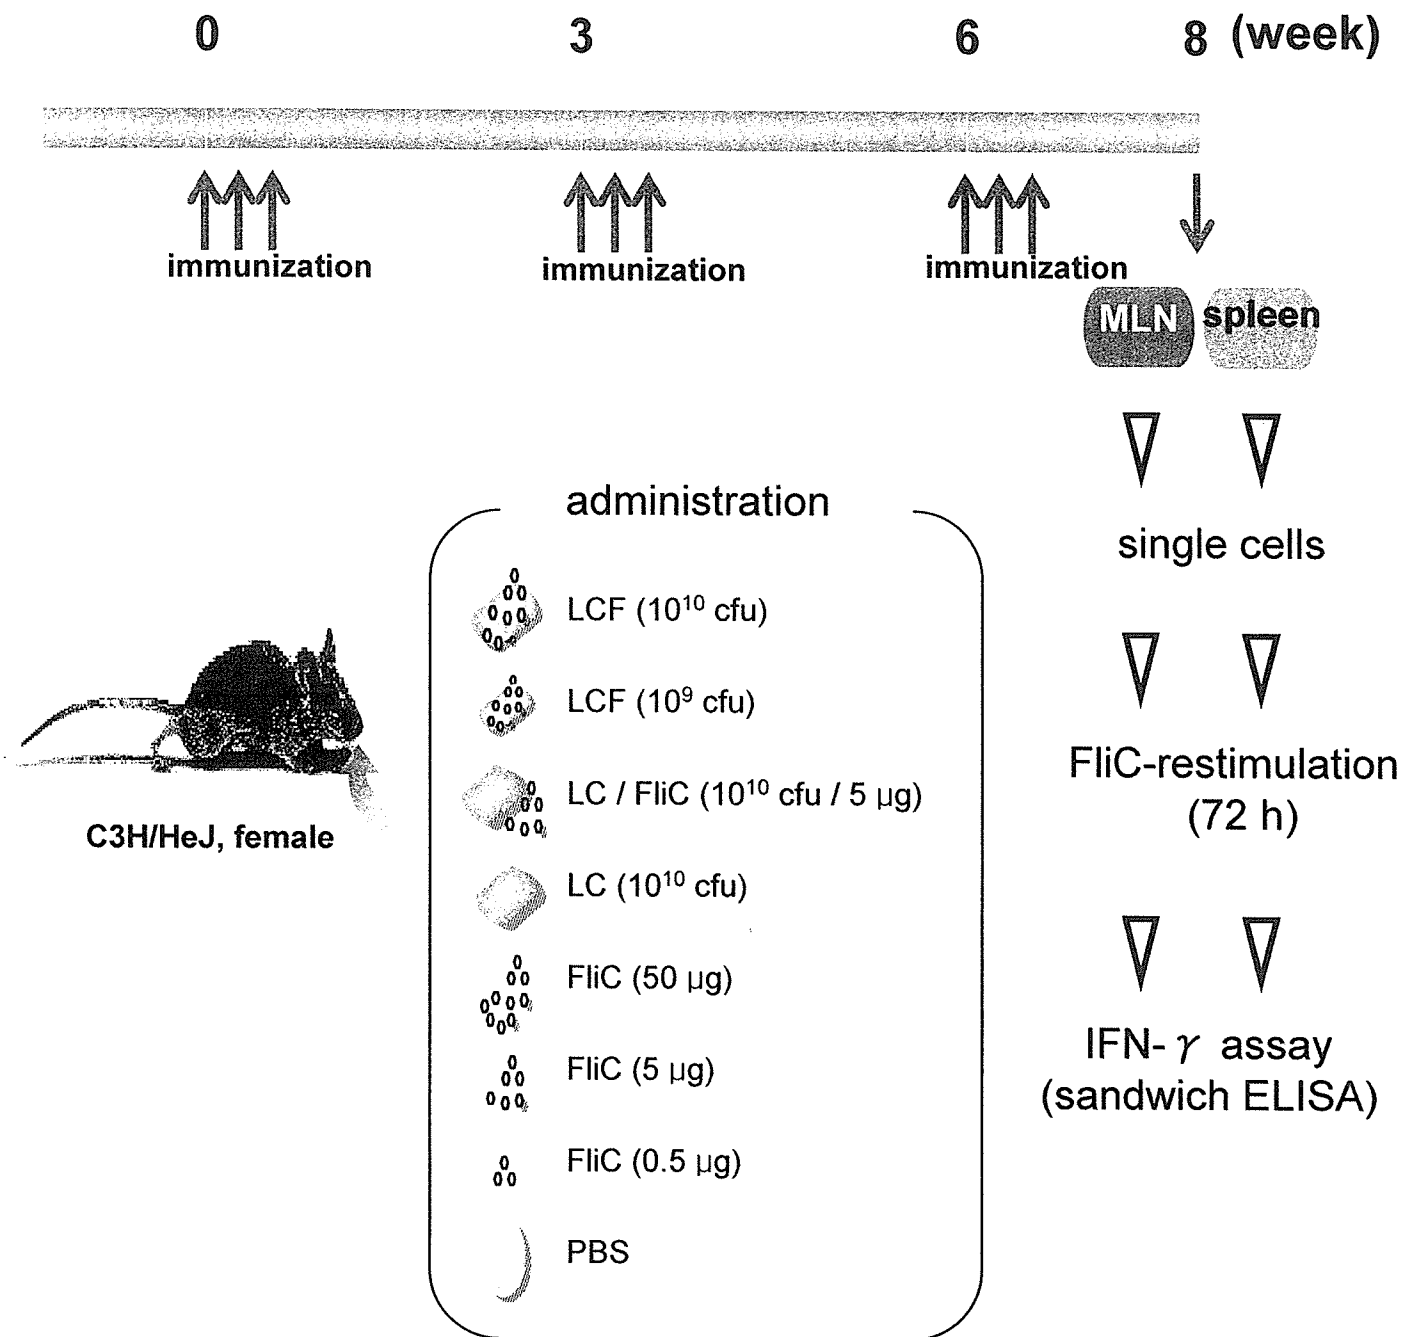 0 3 6 8 (week)
immunization immunization immunization
MLN spleen
administration
single cells
LCF (10¹⁰ cfu)
LCF (10⁹ cfu)
FliC-restimulation
(72 h)
LC / FliC (10¹⁰ cfu / 5 µg)
C3H/HeJ, female
LC (10¹⁰ cfu)
FliC (50 µg)
IFN-γ assay
(sandwich ELISA)
FliC (5 µg)
FliC (0.5 µg)
PBS